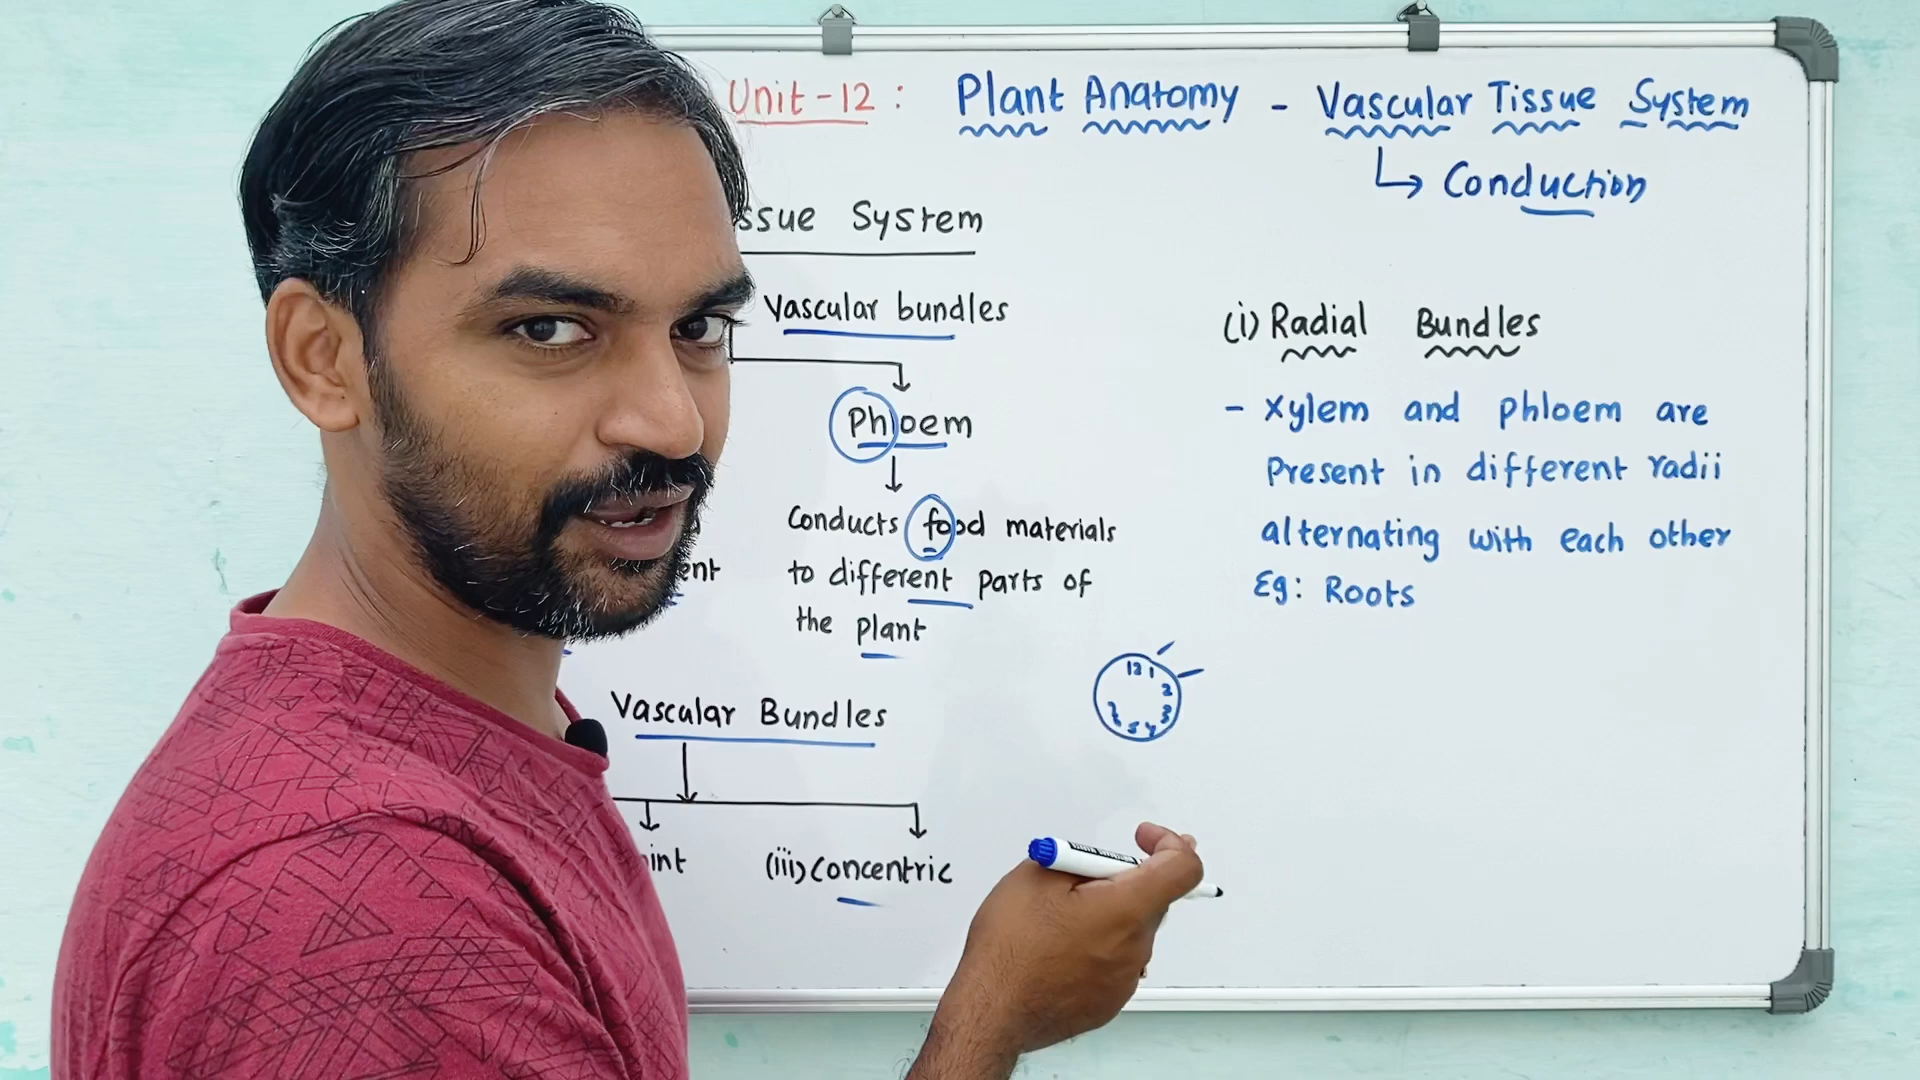 Unit-12 : Plant Anatomy - Vascular Tissue System
↳ Conduction
ssue System
Vascular bundles
Phloem
Conducts food materials
ent to different parts of
the plant
Vascular Bundles
int (iii) Concentric
(i) Radial Bundles
- Xylem and phloem are
Present in different radii
alternating with each other
Eg: Roots
12 1
2
3
4
5